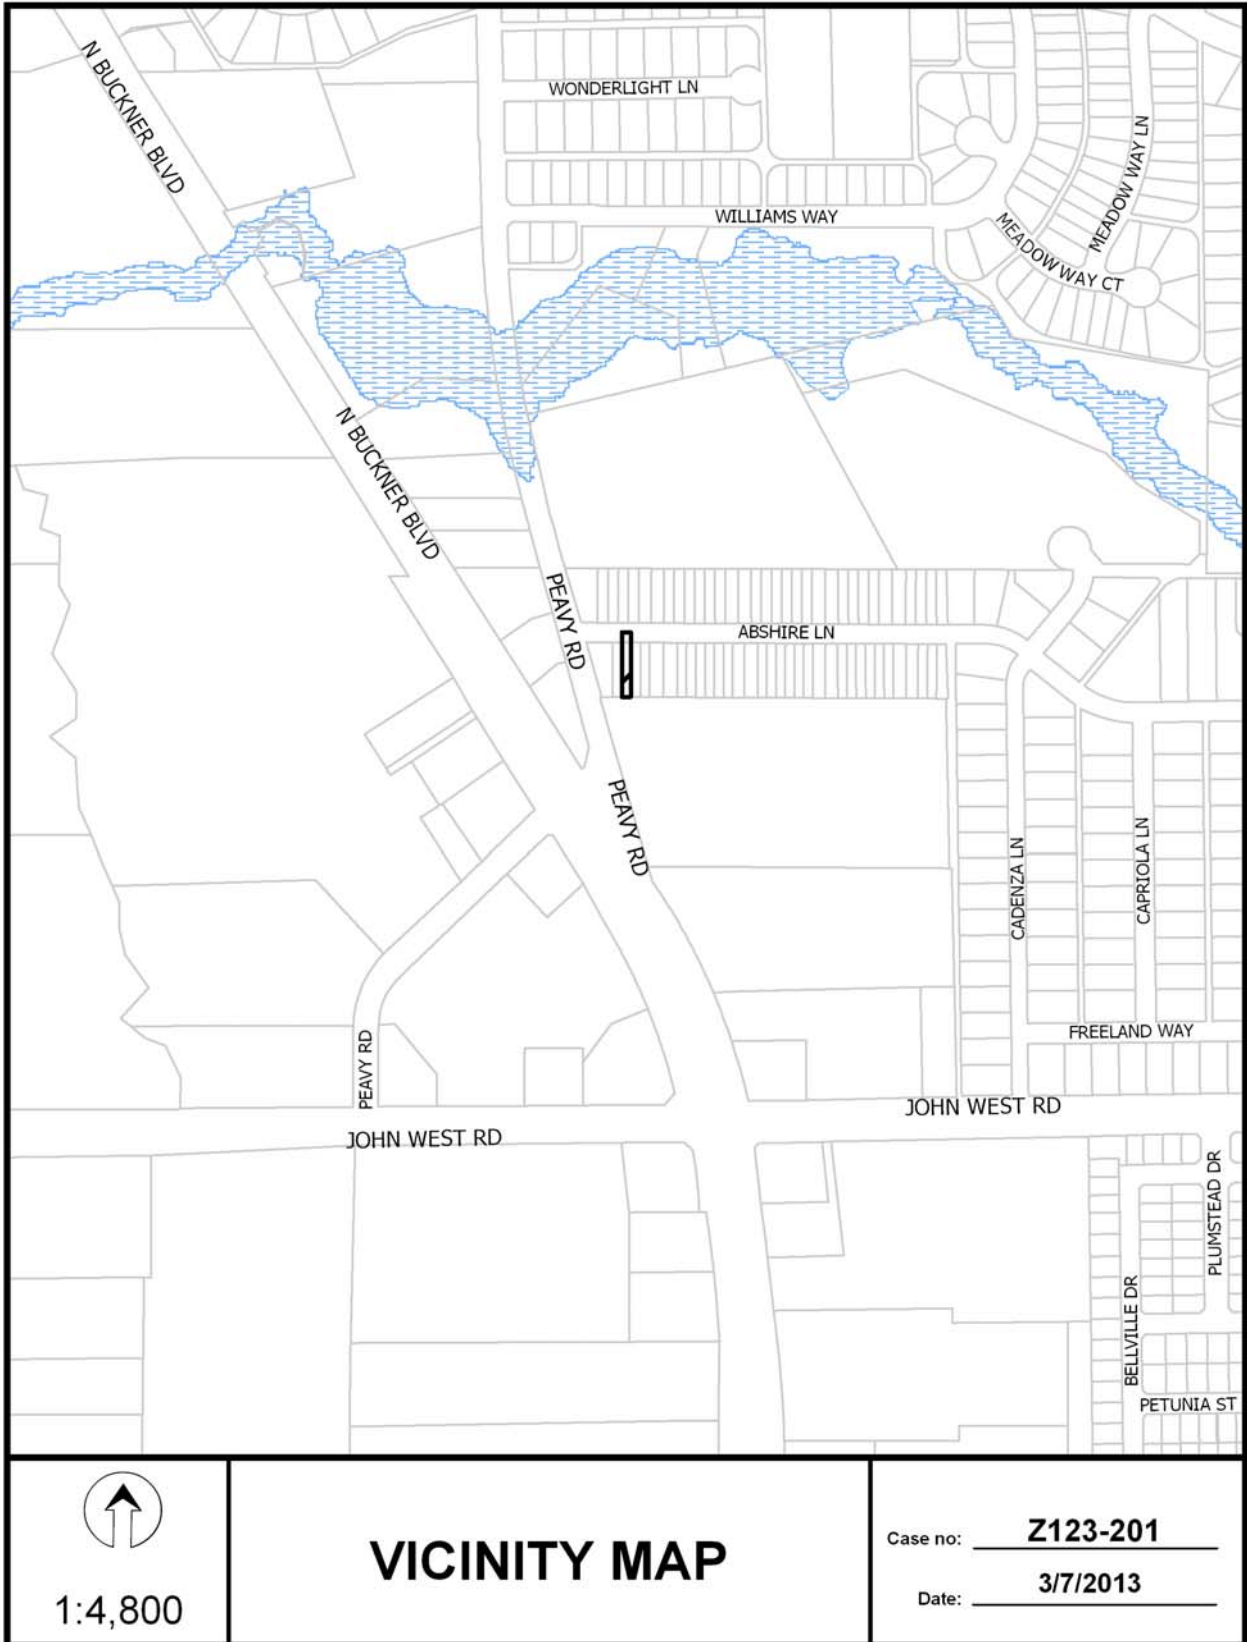 N BUCKNER BLVD
WONDERLIGHT LN
MEADOW WAY LN
WILLIAMS WAY
MEADOW WAY CT
N BUCKNER BLVD
PEAVY RD
ABSHIRE LN
PEAVY RD
CADENZA LN
CAPRIOLA LN
FREELAND WAY
PEAVY RD
JOHN WEST RD
JOHN WEST RD
PLUMSTEAD DR
BELLVILLE DR
PETUNIA ST
1:4,800
VICINITY MAP
Case no: Z123-201
Date: 3/7/2013